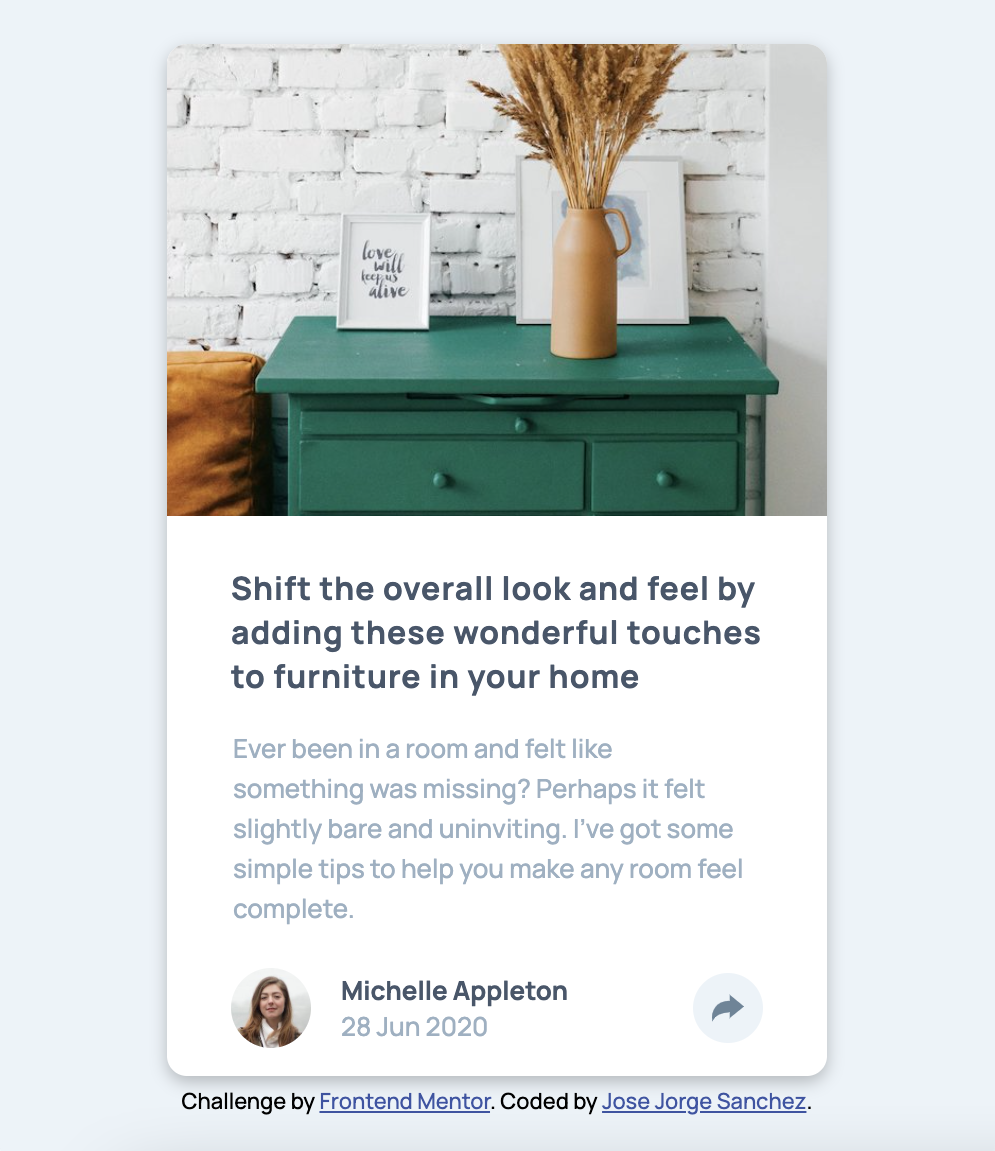 love
will
keep us
alive
Shift the overall look and feel by
adding these wonderful touches
to furniture in your home
Ever been in a room and felt like
something was missing? Perhaps it felt
slightly bare and uninviting. I’ve got some
simple tips to help you make any room feel
complete.
Michelle Appleton
28 Jun 2020
Challenge by Frontend Mentor. Coded by Jose Jorge Sanchez.